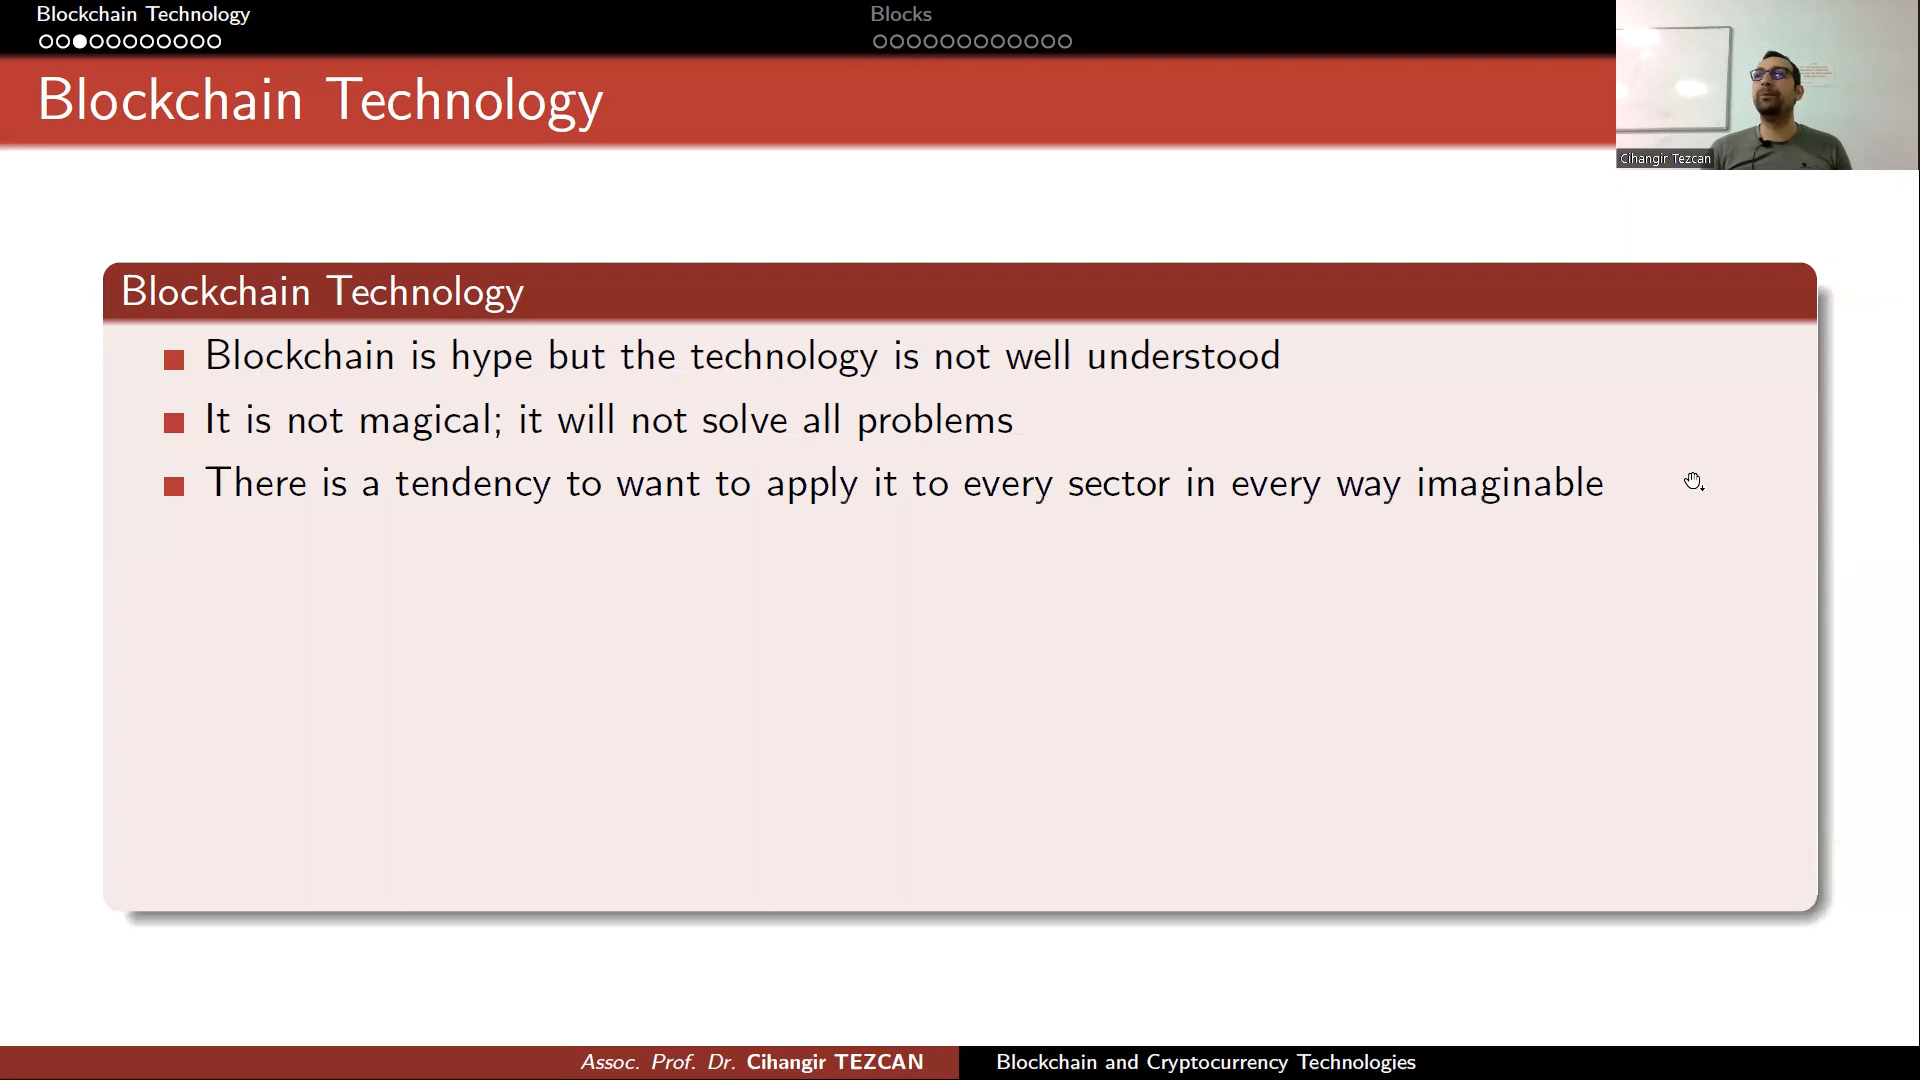 Blockchain Technology
Blocks
Blockchain Technology
Cihangir Tezcan
Blockchain Technology
Blockchain is hype but the technology is not well understood
It is not magical; it will not solve all problems
There is a tendency to want to apply it to every sector in every way imaginable
Assoc. Prof. Dr. Cihangir TEZCAN
Blockchain and Cryptocurrency Technologies